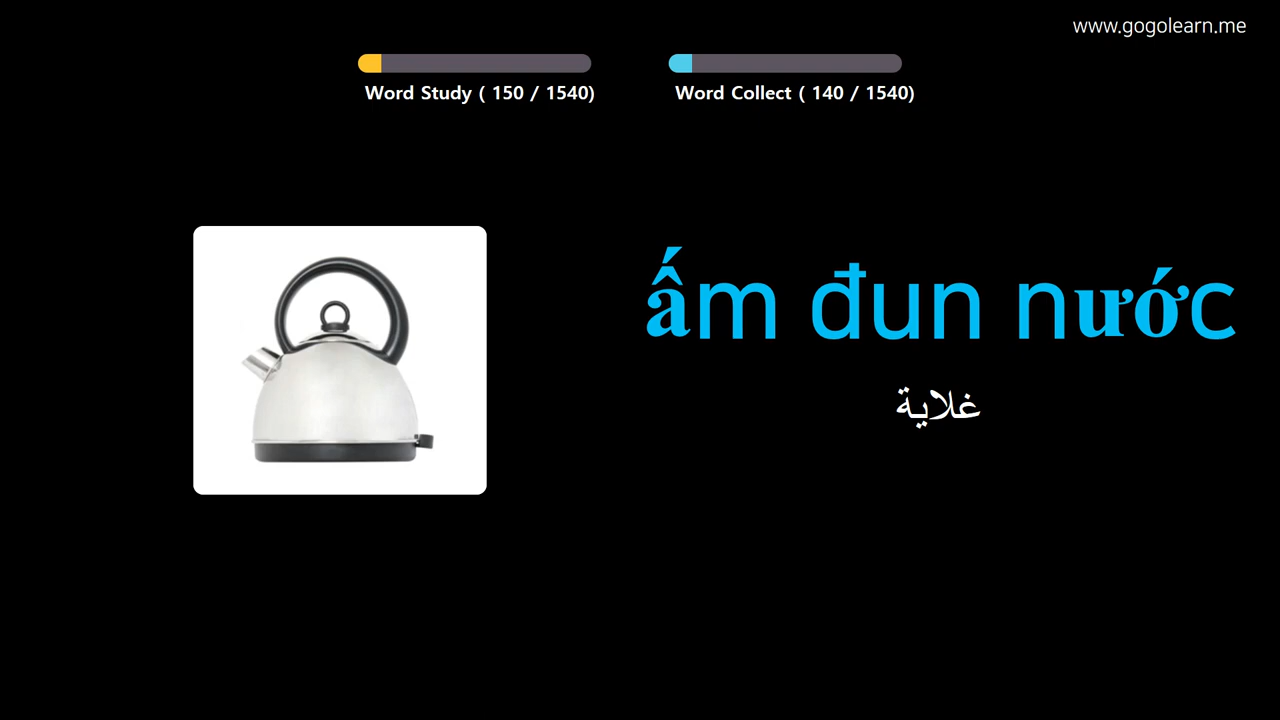 www.gogolearn.me
Word Study ( 150 / 1540)
Word Collect ( 140 / 1540)
ấm đun nước
غلاية